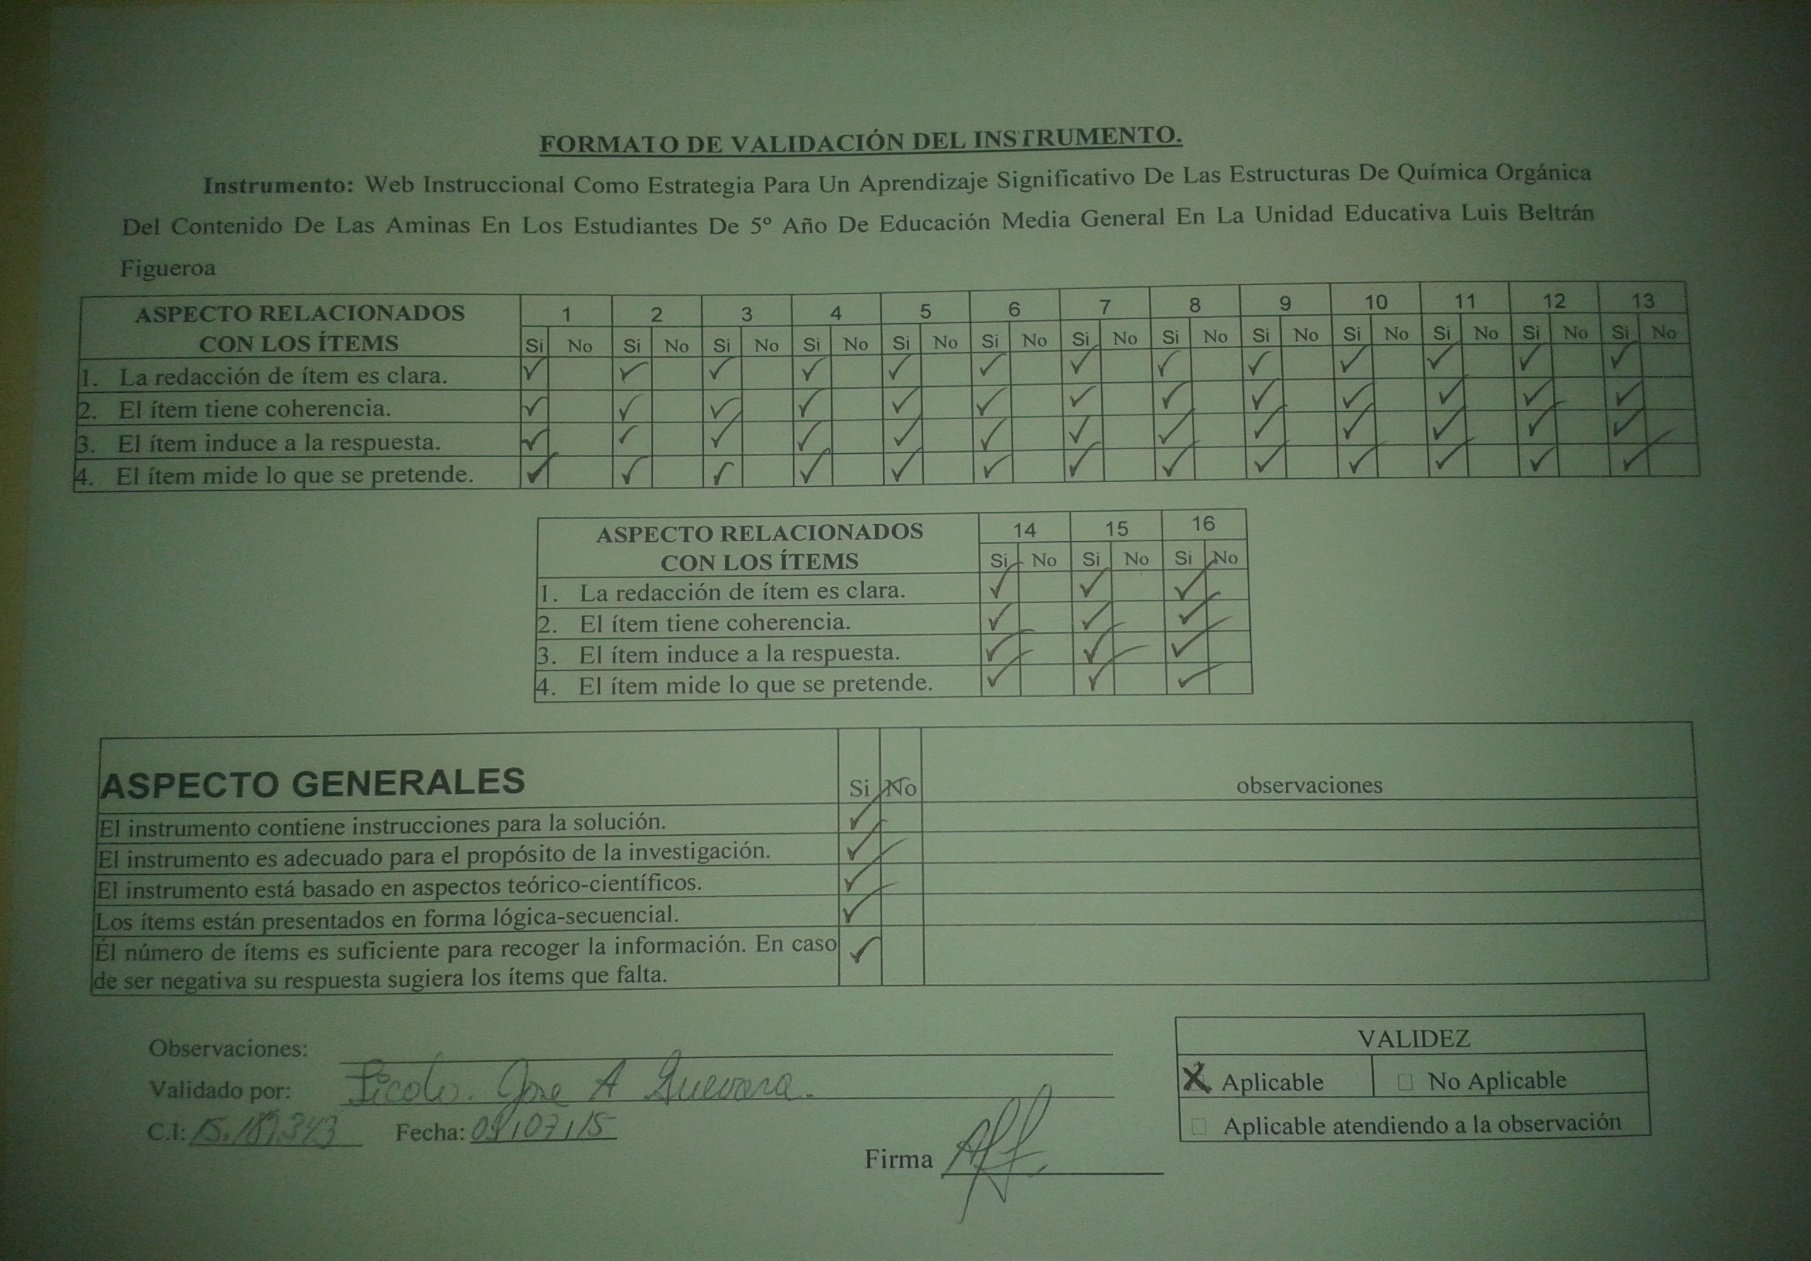 FORMATO DE VALIDACIÓN DEL INSTRUMENTO.
Instrumento: Web Instruccional Como Estrategia Para Un Aprendizaje Significativo De Las Estructuras De Química Orgánica
Del Contenido De Las Aminas En Los Estudiantes De 5º Año De Educación Media General En La Unidad Educativa Luis Beltrán
Figueroa
ASPECTO RELACIONADOS CON LOS ÍTEMS 1 2 3 4 5 6 7 8 9 10 11 12 13
Si No Si No Si No Si No Si No Si No Si No Si No Si No Si No Si No Si No Si No
1. La redacción de ítem es clara. ✓ ✓ ✓ ✓ ✓ ✓ ✓ ✓ ✓ ✓ ✓ ✓ ✓
2. El ítem tiene coherencia. ✓ ✓ ✓ ✓ ✓ ✓ ✓ ✓ ✓ ✓ ✓ ✓ ✓
3. El ítem induce a la respuesta. ✓ ✓ ✓ ✓ ✓ ✓ ✓ ✓ ✓ ✓ ✓ ✓ ✓
4. El ítem mide lo que se pretende. ✓ ✓ ✓ ✓ ✓ ✓ ✓ ✓ ✓ ✓ ✓ ✓ ✓
ASPECTO RELACIONADOS CON LOS ÍTEMS 14 15 16
Si No Si No Si No
1. La redacción de ítem es clara. ✓ ✓ ✓
2. El ítem tiene coherencia. ✓ ✓ ✓
3. El ítem induce a la respuesta. ✓ ✓ ✓
4. El ítem mide lo que se pretende. ✓ ✓ ✓
ASPECTO GENERALES Si No observaciones
El instrumento contiene instrucciones para la solución. ✓
El instrumento es adecuado para el propósito de la investigación. ✓
El instrumento está basado en aspectos teórico-científicos. ✓
Los ítems están presentados en forma lógica-secuencial. ✓
El número de ítems es suficiente para recoger la información. En caso ✓
de ser negativa su respuesta sugiera los ítems que falta.
Observaciones:
Validado por: Jose A Guevara.
C.I: 15.189.343 Fecha: 09/07/15
Firma
VALIDEZ
X Aplicable □ No Aplicable
□ Aplicable atendiendo a la observación